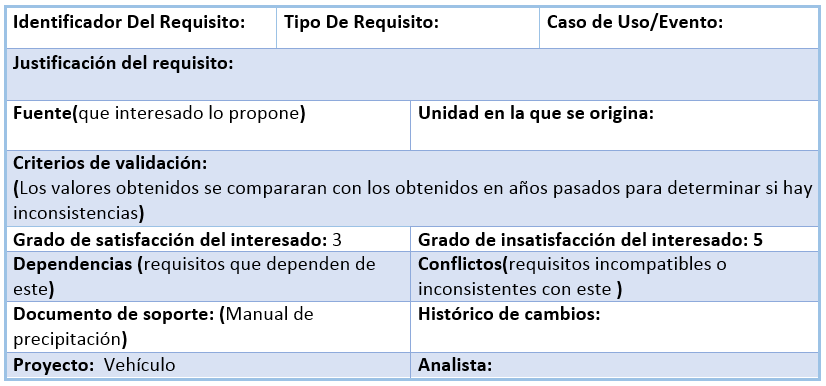 Identificador Del Requisito:
Tipo De Requisito:
Caso de Uso/Evento:
Justificación del requisito:
Fuente(que interesado lo propone)
Unidad en la que se origina:
Criterios de validación:
(Los valores obtenidos se compararan con los obtenidos en años pasados para determinar si hay
inconsistencias)
Grado de satisfacción del interesado: 3
Grado de insatisfacción del interesado: 5
Dependencias (requisitos que dependen de
este)
Conflictos(requisitos incompatibles o
inconsistentes con este )
Documento de soporte: (Manual de
precipitación)
Histórico de cambios:
Proyecto: Vehículo
Analista: